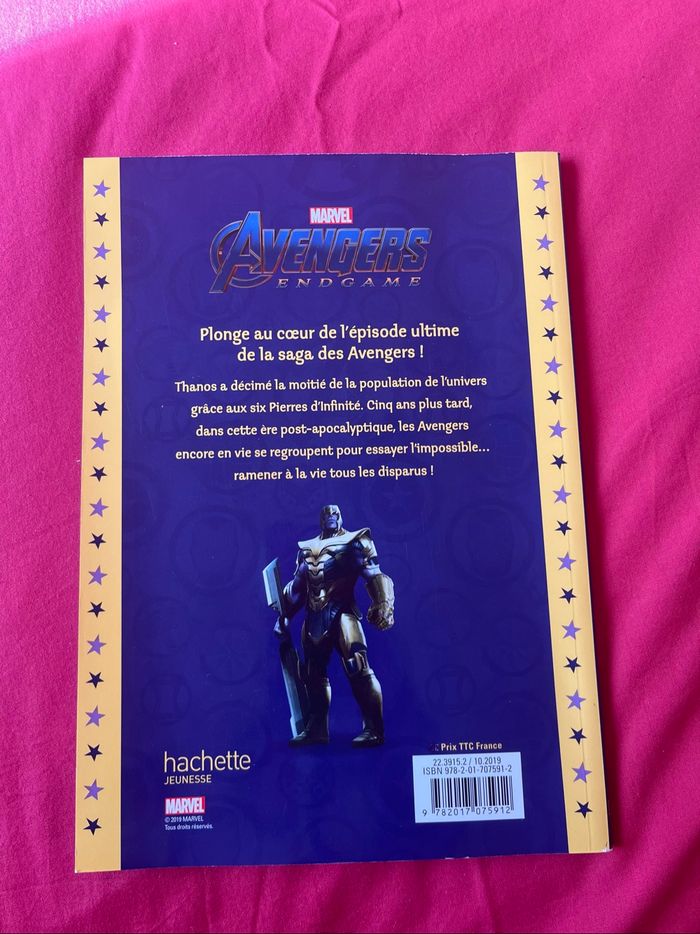 MARVEL
AVENGERS
ENDGAME
Plonge au cœur de l'épisode ultime
de la saga des Avengers !
Thanos a décimé la moitié de la population de l'univers
grâce aux six Pierres d'Infinité. Cinq ans plus tard,
dans cette ère post-apocalyptique, les Avengers
encore en vie se regroupent pour essayer l'impossible...
ramener à la vie tous les disparus !
Prix TTC France
22.3915.2 / 10.2019
ISBN 978-2-01-707591-2
9 782017 075912
hachette
JEUNESSE
MARVEL
© 2019 MARVEL
Tous droits réservés.